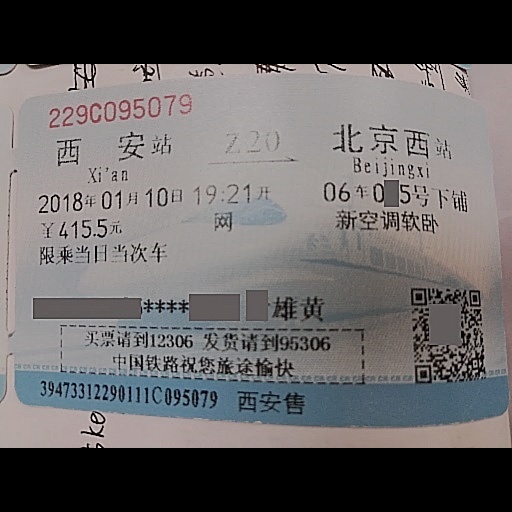 229C095079
西 安站 Z20 北京西站
Xi'an Beijingxi
2018年01月10日 19:21开 06车0 5号下铺
￥415.5元 网 新空调软卧
限乘当日当次车
**** 雄黄
买票请到12306 发货请到95306
中国铁路祝您旅途愉快
39473312290111C095079 西安售